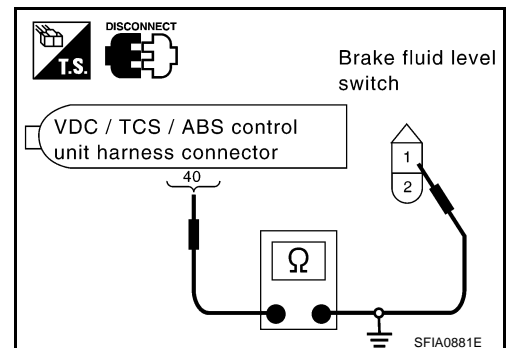 DISCONNECT
T.S.
Brake fluid level
switch
VDC / TCS / ABS control
unit harness connector
40
1
2
Ω
SFIA0881E